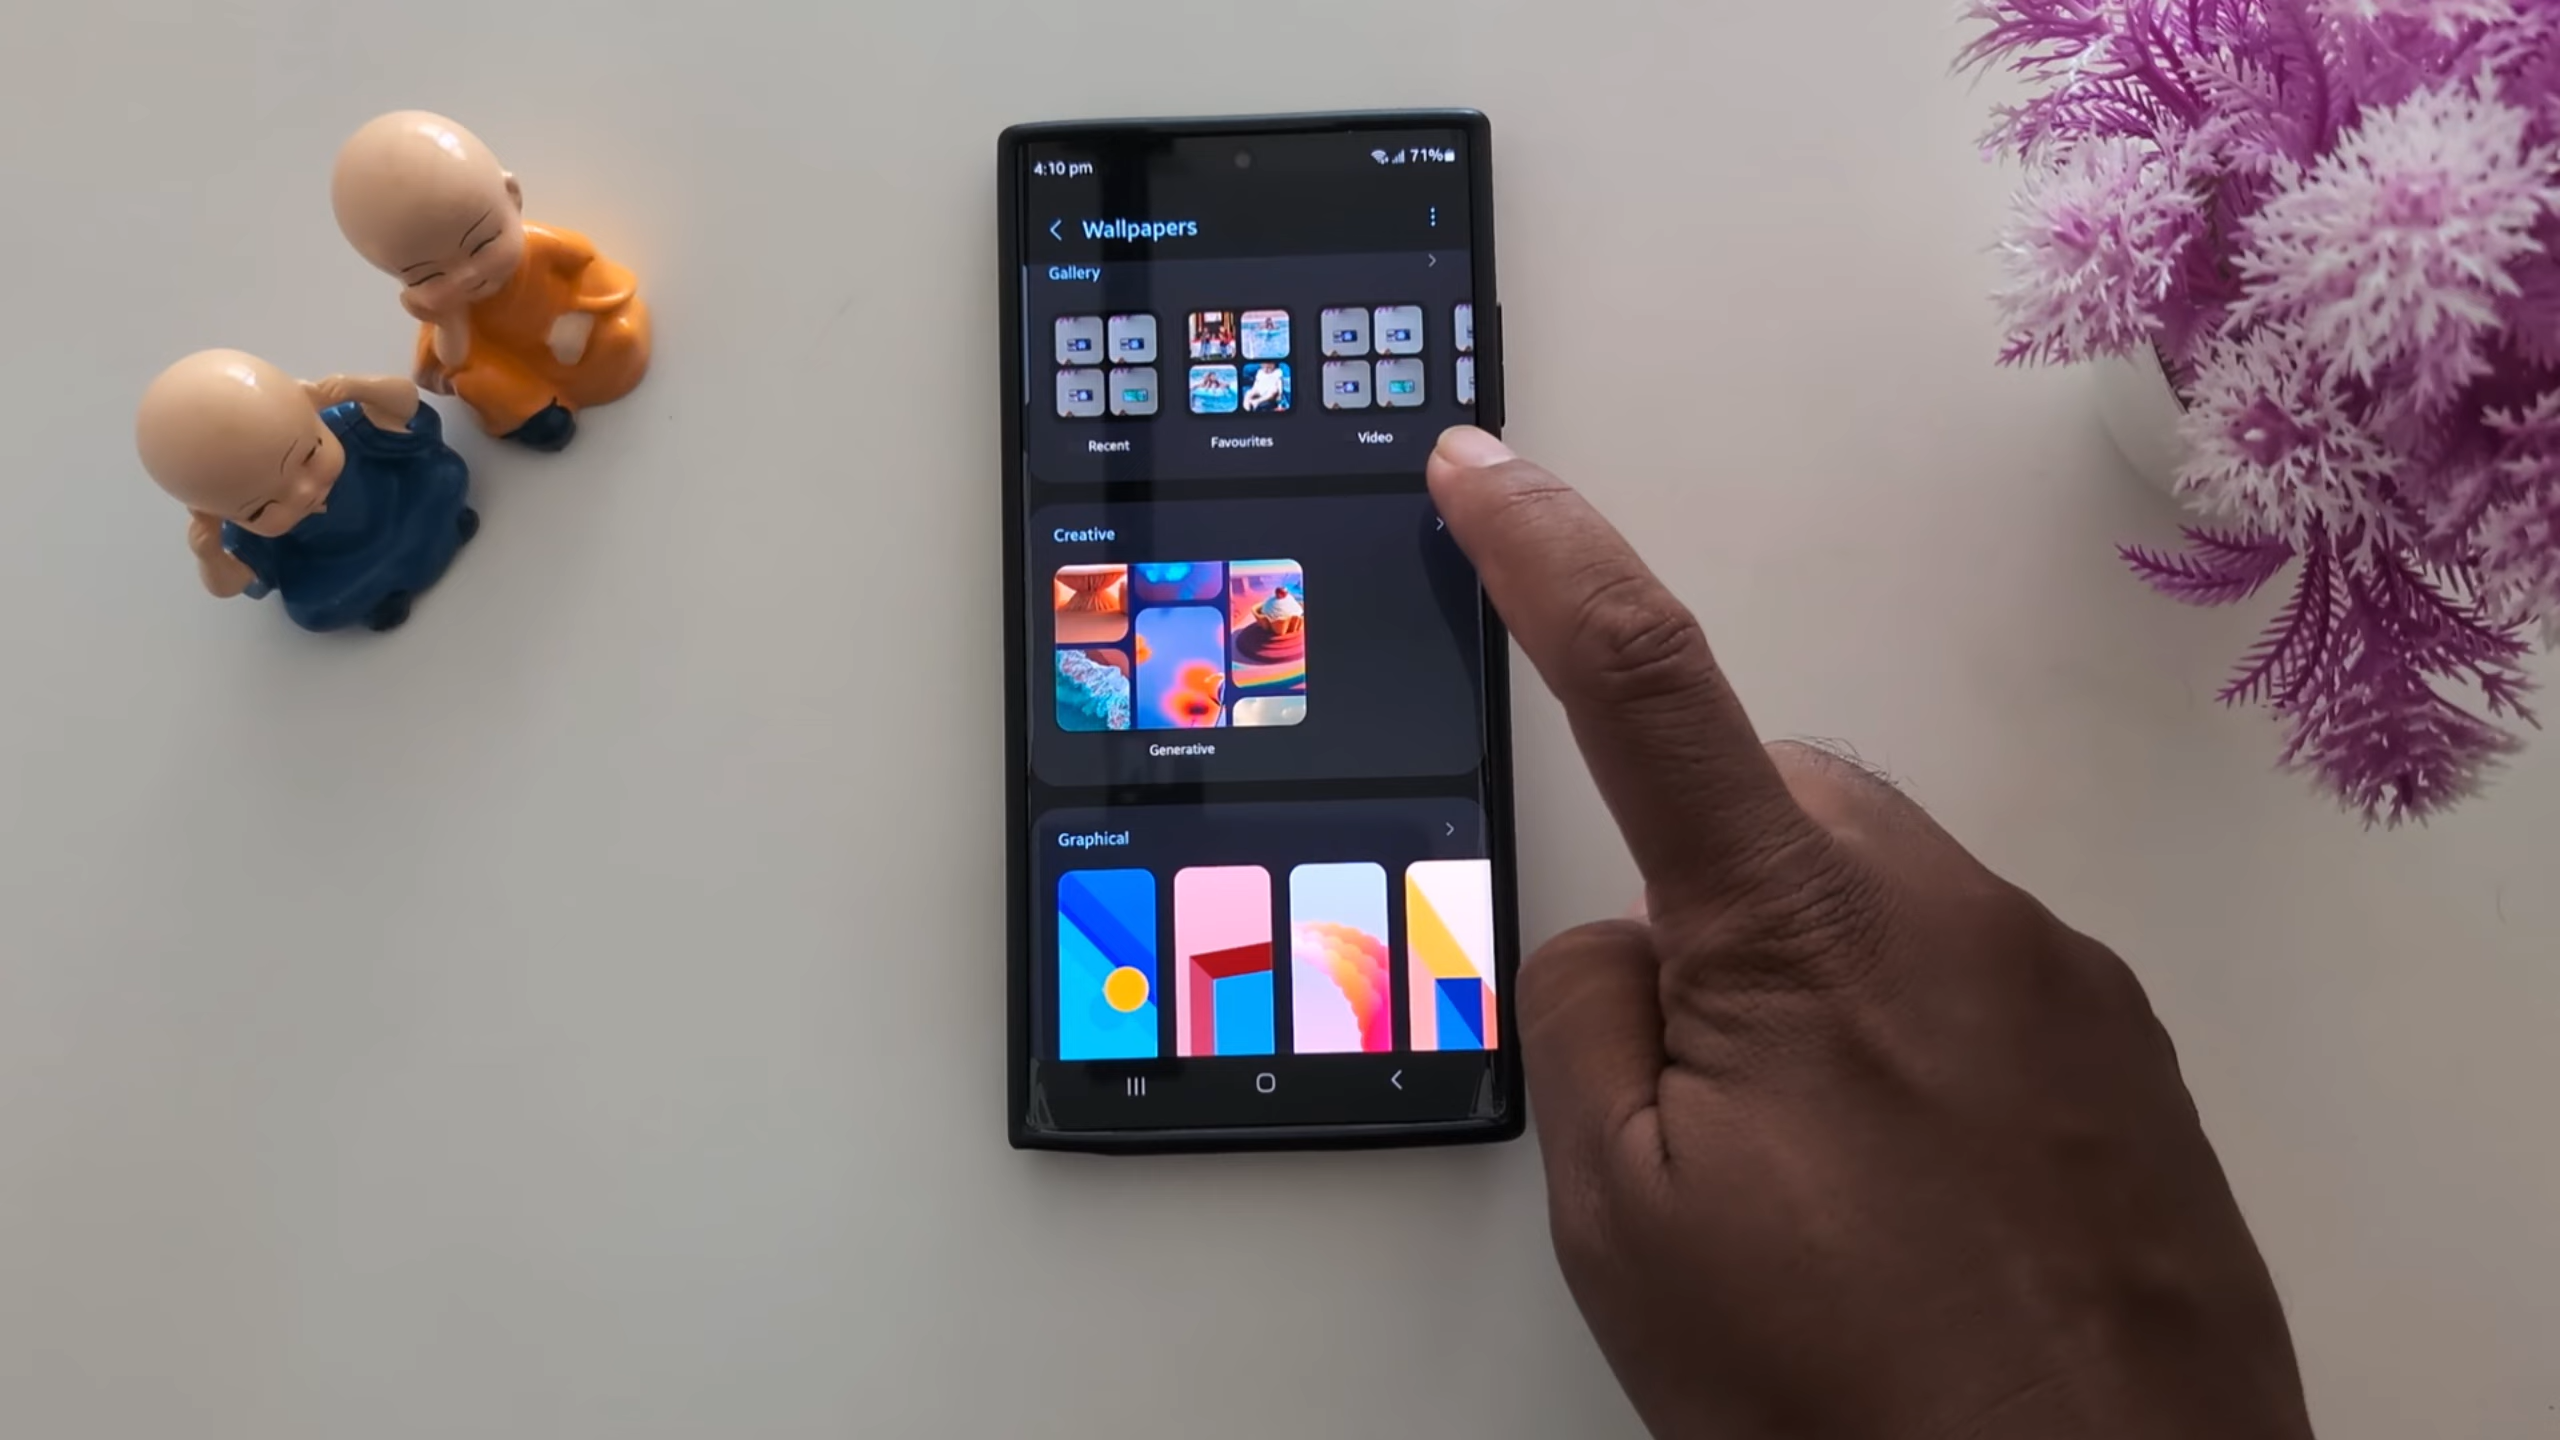 4:10 pm
71%
Wallpapers
Gallery
Recent
Favourites
Video
Creative
Generative
Graphical